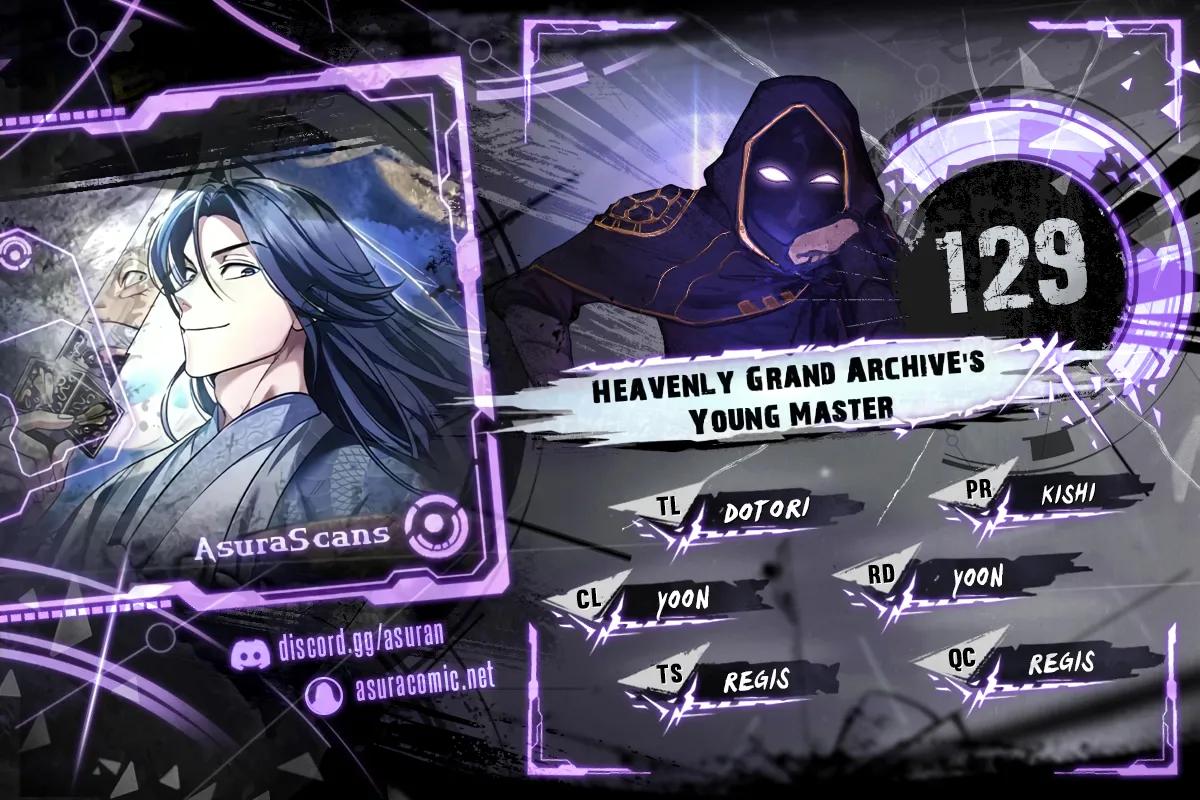 129
HEAVENLY GRAND ARCHIVE'S
YOUNG MASTER
AsuraScans
discord.gg/asuran
asuracomic.net
TL DOTORI
PR KISHI
CL YOON
RD YOON
TS REGIS
QC REGIS